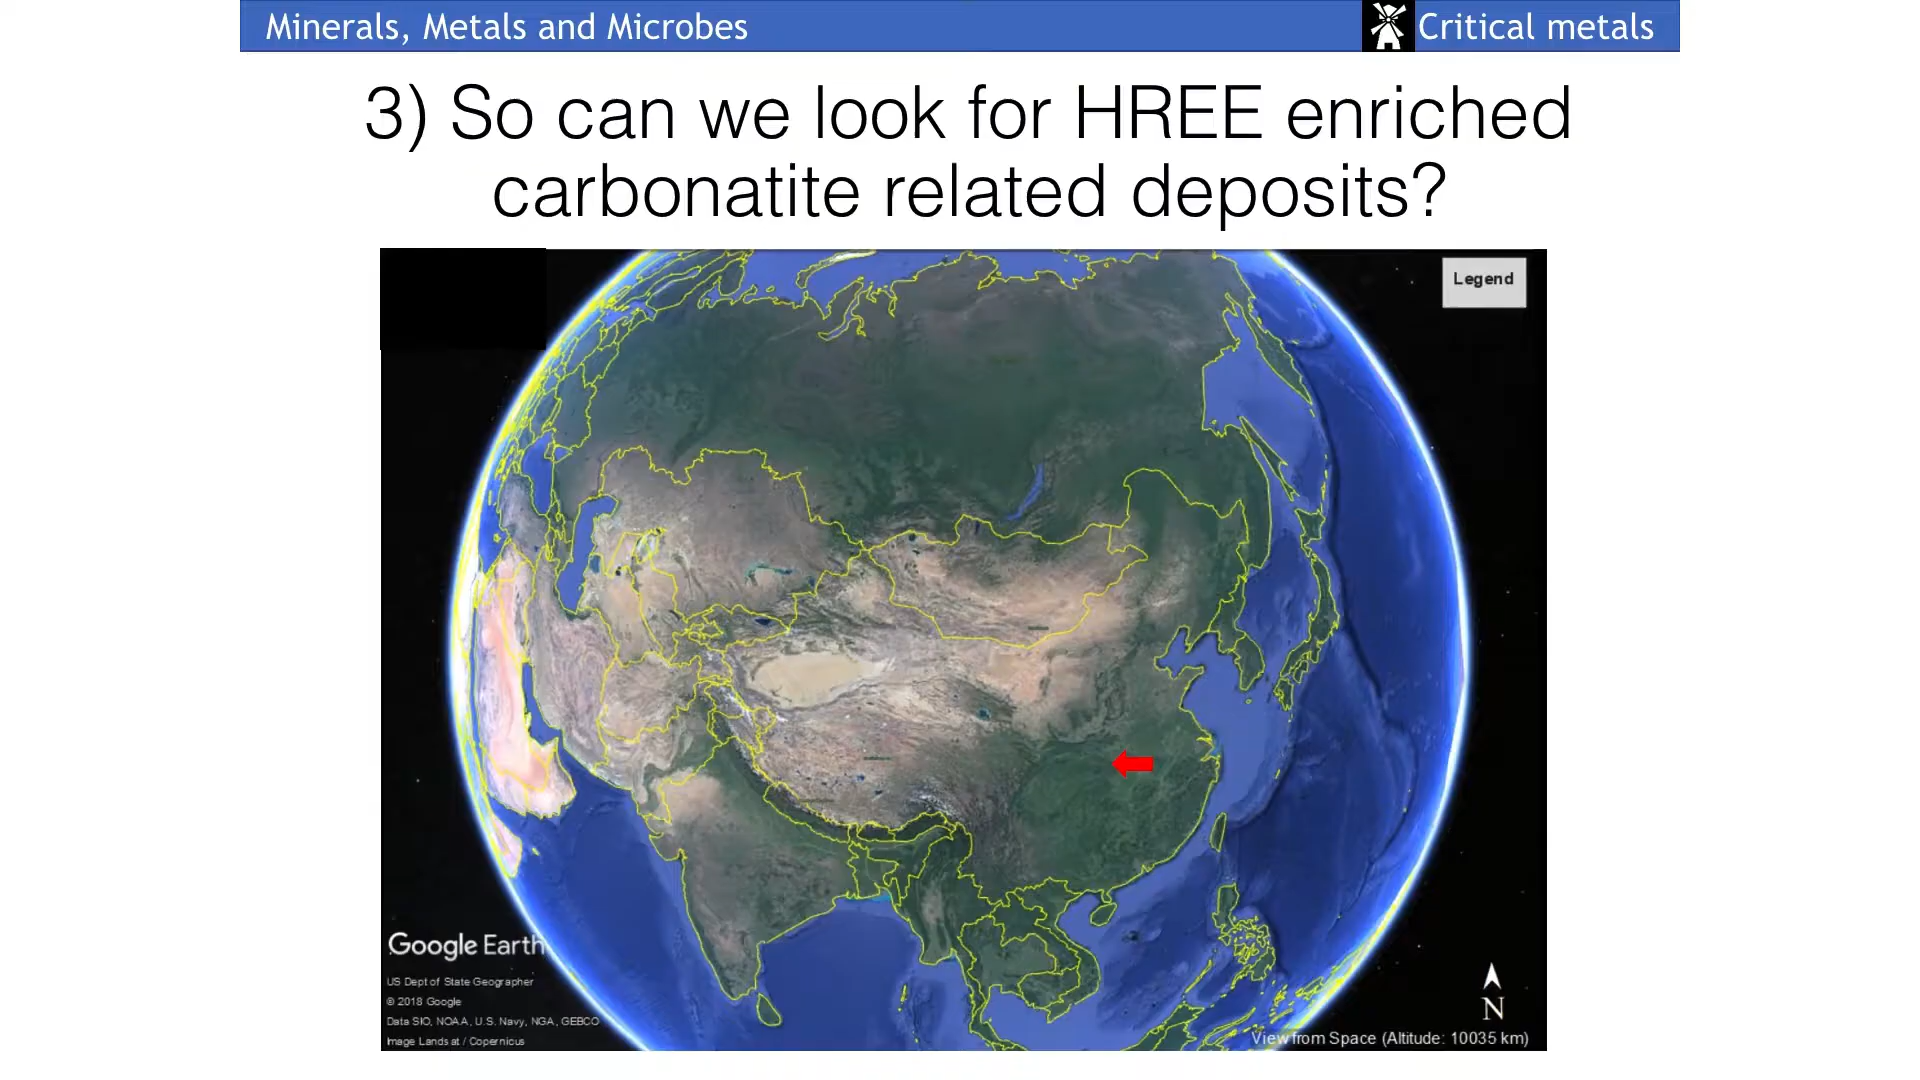 Minerals, Metals and Microbes
Critical metals
3) So can we look for HREE enriched
carbonatite related deposits?
Legend
Google Earth
US Dept of State Geographer
© 2018 Google
Data SIO, NOAA, U.S. Navy, NGA, GEBCO
Image Landsat / Copernicus
N
View from Space (Altitude: 10035 km)